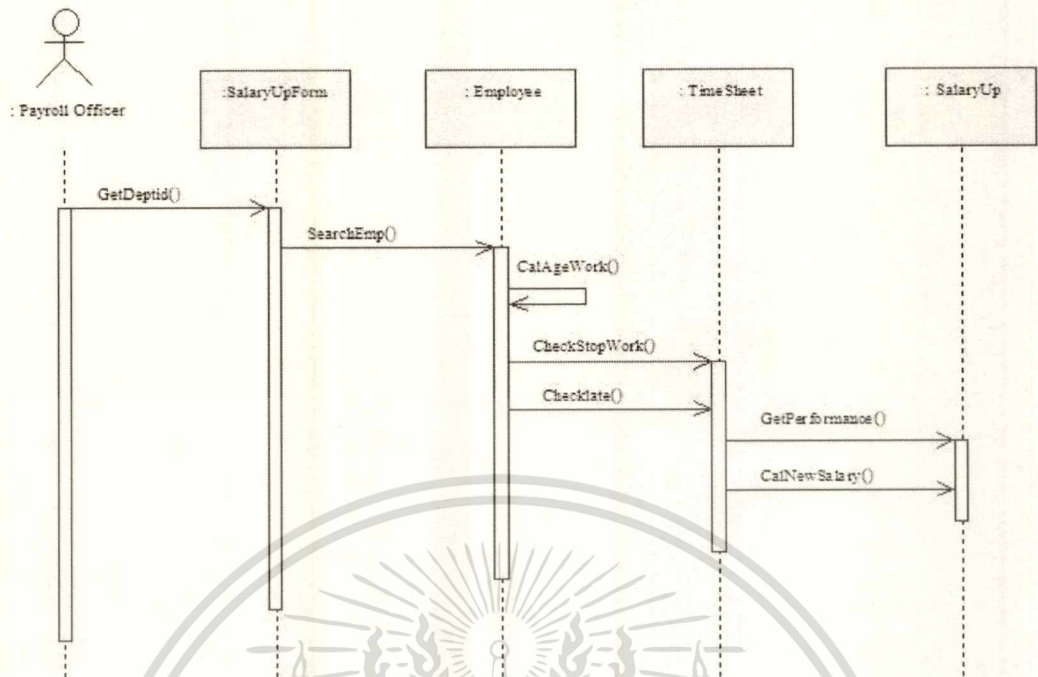 : Payroll Officer
:SalaryUpForm
: Employee
: TimeSheet
: SalaryUp
GetDeptid()
SearchEmp()
CalAgeWork()
CheckStopWork()
Checklate()
GetPerformance()
CalNewSalary()